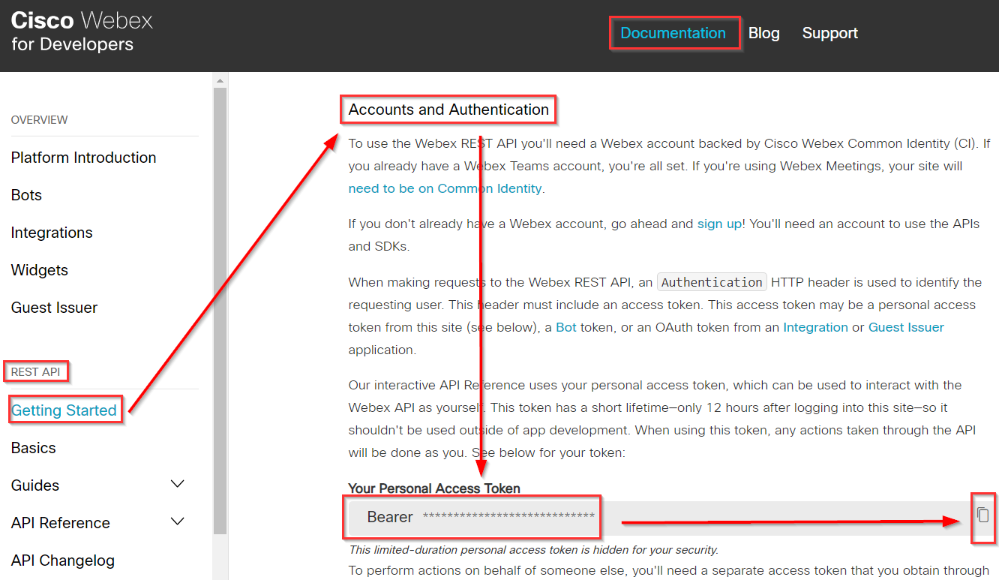 Cisco Webex
for Developers
Documentation Blog Support
OVERVIEW
Platform Introduction
Bots
Integrations
Widgets
Guest Issuer
REST API
Getting Started
Basics
Guides
API Reference
API Changelog
Accounts and Authentication
To use the Webex REST API you'll need a Webex account backed by Cisco Webex Common Identity (CI). If
you already have a Webex Teams account, you're all set. If you're using Webex Meetings, your site will
need to be on Common Identity.
If you don't already have a Webex account, go ahead and sign up! You'll need an account to use the APIs
and SDKs.
When making requests to the Webex REST API, an Authentication HTTP header is used to identify the
requesting user. This header must include an access token. This access token may be a personal access
token from this site (see below), a Bot token, or an OAuth token from an Integration or Guest Issuer
application.
Our interactive API Reference uses your personal access token, which can be used to interact with the
Webex API as yourself. This token has a short lifetime—only 12 hours after logging into this site—so it
shouldn't be used outside of app development. When using this token, any actions taken through the API
will be done as you. See below for your token:
Your Personal Access Token
Bearer ****************************
This limited-duration personal access token is hidden for your security.
To perform actions on behalf of someone else, you'll need a separate access token that you obtain through